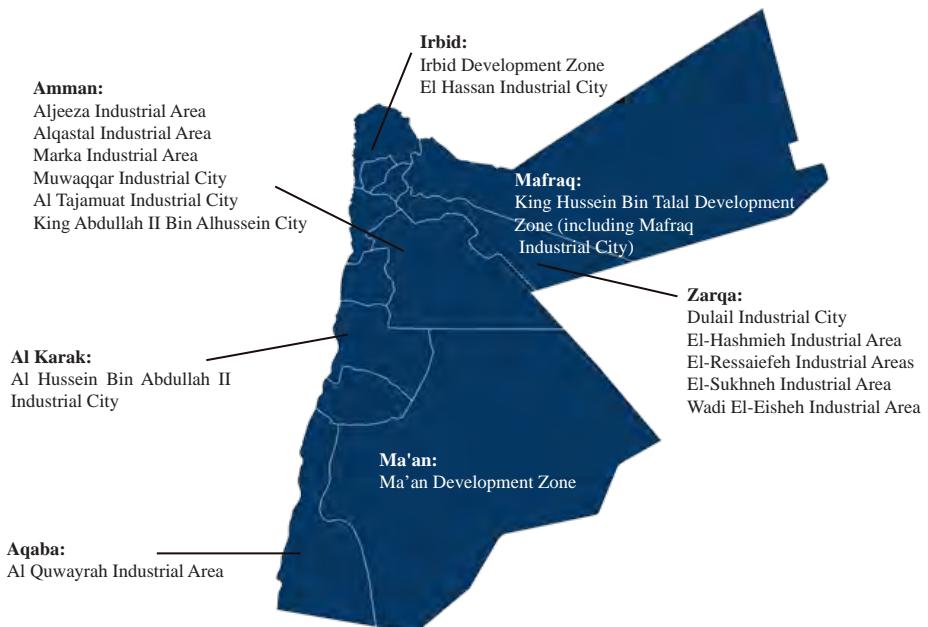 Irbid:
Irbid Development Zone
El Hassan Industrial City
Amman:
Aljeeza Industrial Area
Alqastal Industrial Area
Marka Industrial Area
Muwaqqar Industrial City
Al Tajamuat Industrial City
King Abdullah II Bin Alhussein City
Mafraq:
King Hussein Bin Talal Development
Zone (including Mafraq
Industrial City)
Zarqa:
Dulail Industrial City
El-Hashmieh Industrial Area
El-Ressaiefeh Industrial Areas
El-Sukhneh Industrial Area
Wadi El-Eisheh Industrial Area
Al Karak:
Al Hussein Bin Abdullah II
Industrial City
Ma'an:
Ma’an Development Zone
Aqaba:
Al Quwayrah Industrial Area